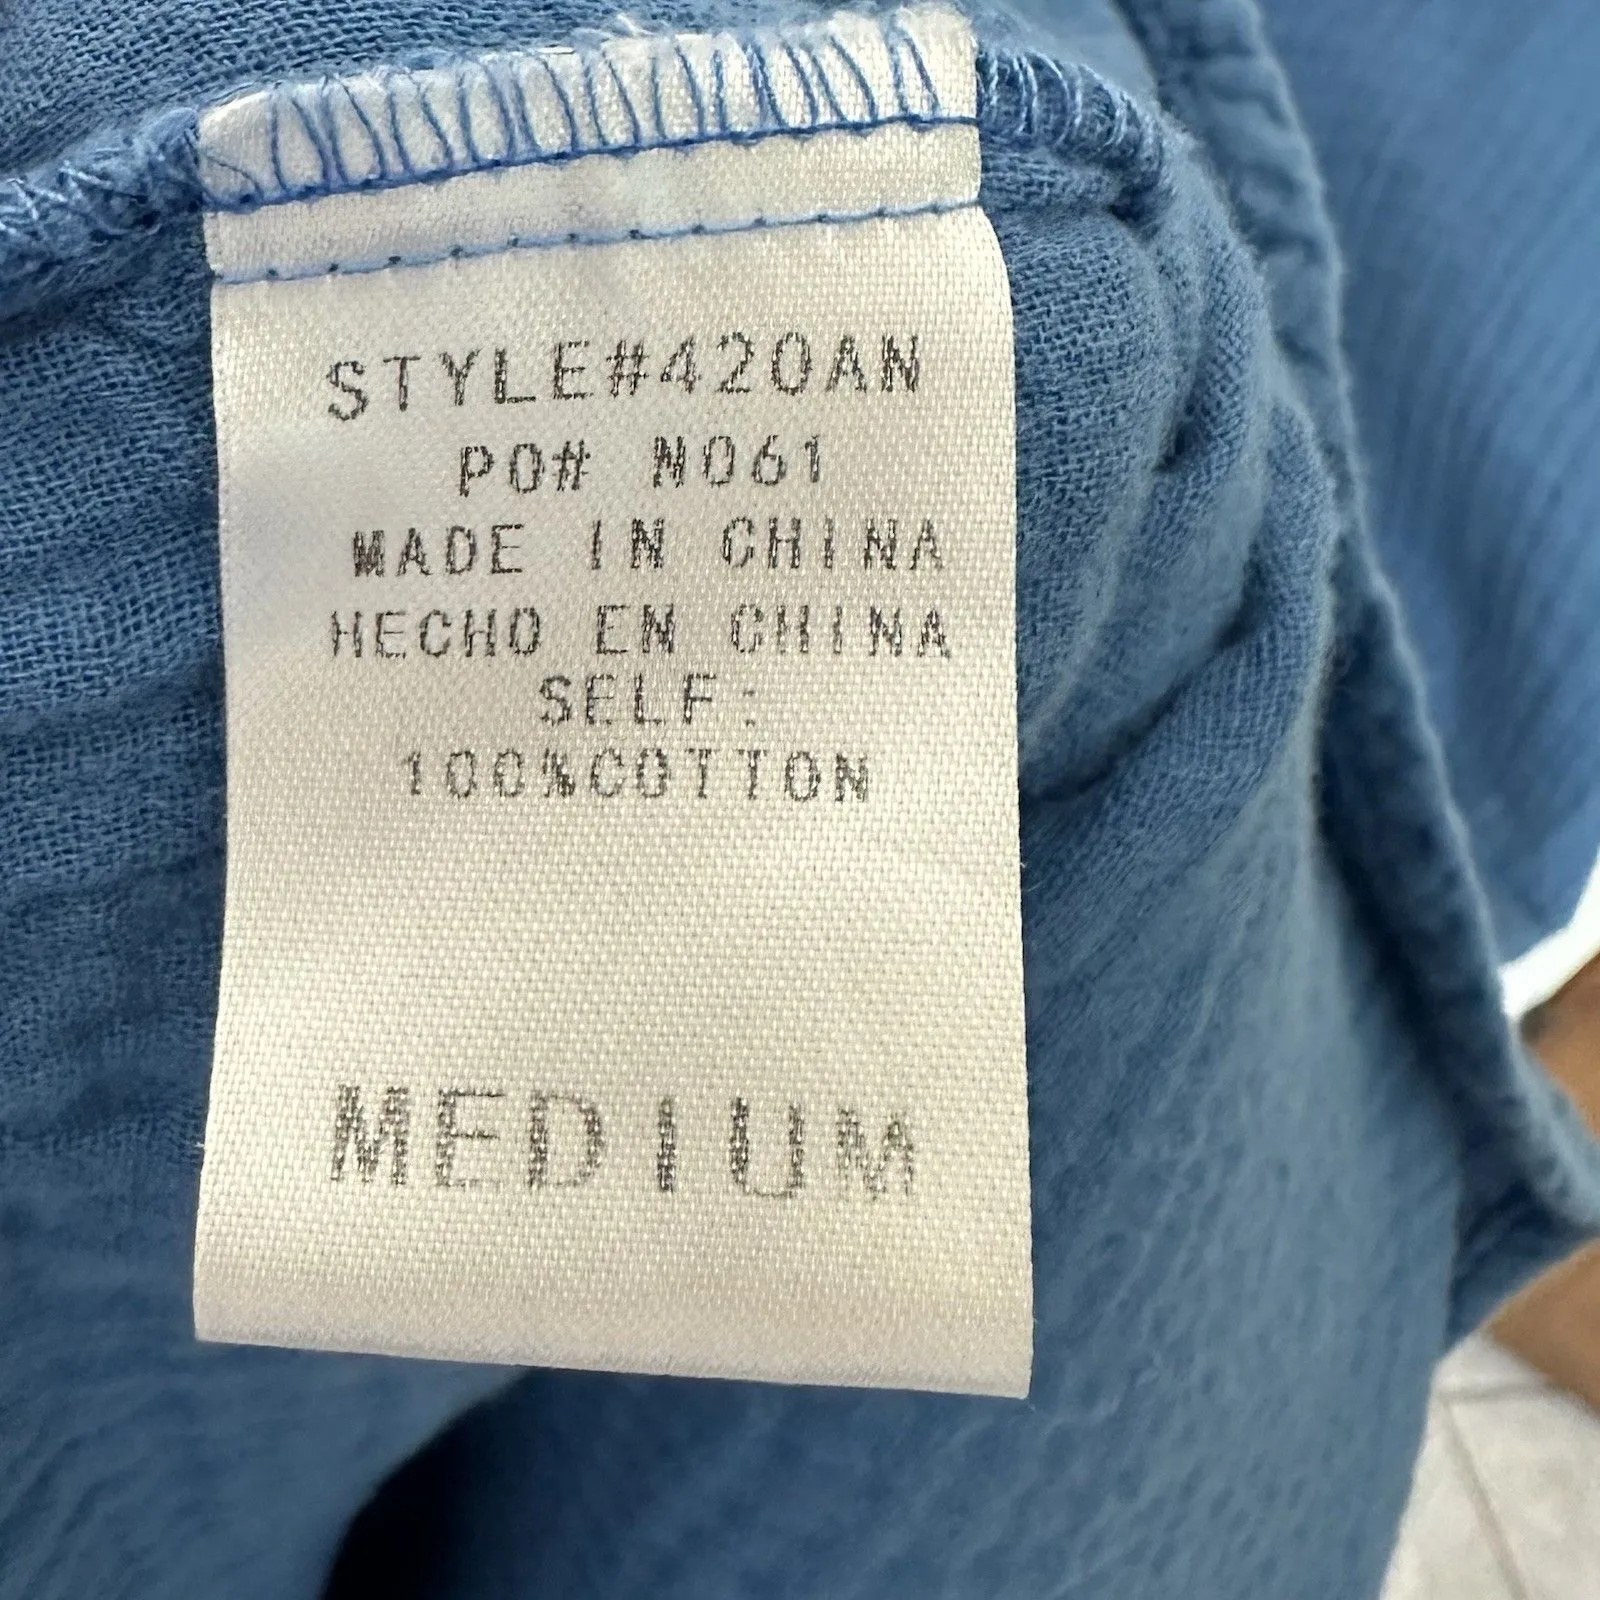 STYLE#420AN
PO# N061
MADE IN CHINA
HECHO EN CHINA
SELF:
100%COTTON
MEDIUM